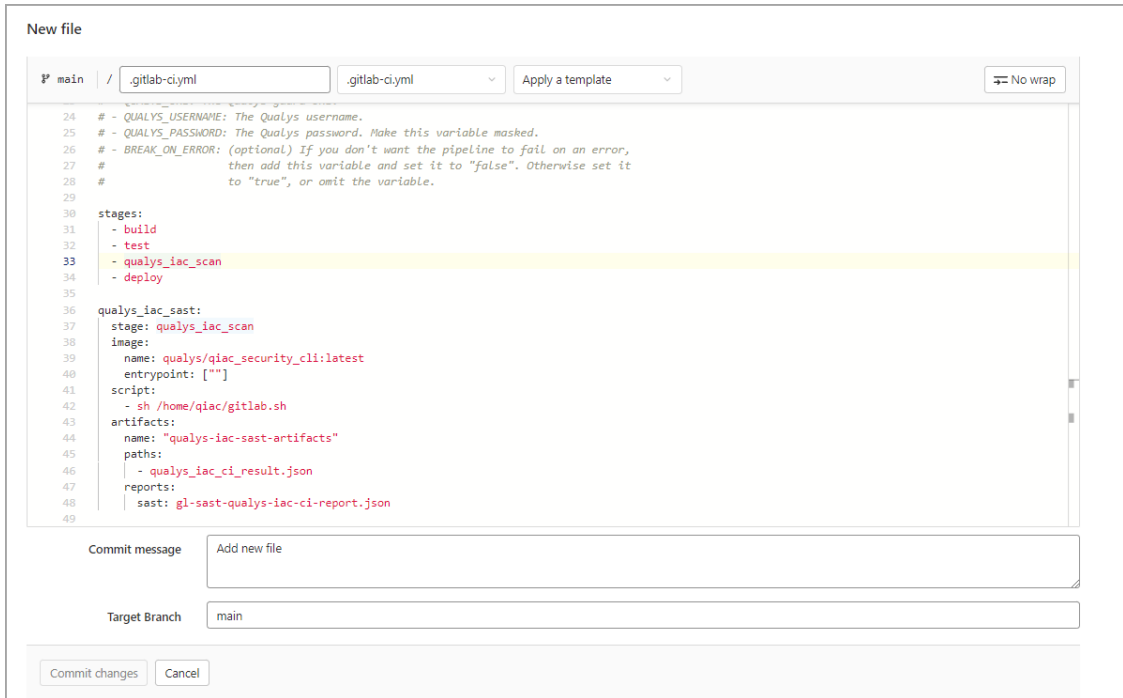 New file
main / .gitlab-ci.yml .gitlab-ci.yml Apply a template No wrap
24 # - QUALYS_USERNAME: The Qualys username.
25 # - QUALYS_PASSWORD: The Qualys password. Make this variable masked.
26 # - BREAK_ON_ERROR: (optional) If you don't want the pipeline to fail on an error,
27 # then add this variable and set it to "false". Otherwise set it
28 # to "true", or omit the variable.
29
30 stages:
31 - build
32 - test
33 - qualys_iac_scan
34 - deploy
35
36 qualys_iac_sast:
37 stage: qualys_iac_scan
38 image:
39 name: qualys/qiac_security_cli:latest
40 entrypoint: [""]
41 script:
42 - sh /home/qiac/gitlab.sh
43 artifacts:
44 name: "qualys-iac-sast-artifacts"
45 paths:
46 - qualys_iac_ci_result.json
47 reports:
48 sast: gl-sast-qualys-iac-ci-report.json
49
Commit message Add new file
Target Branch main
Commit changes Cancel